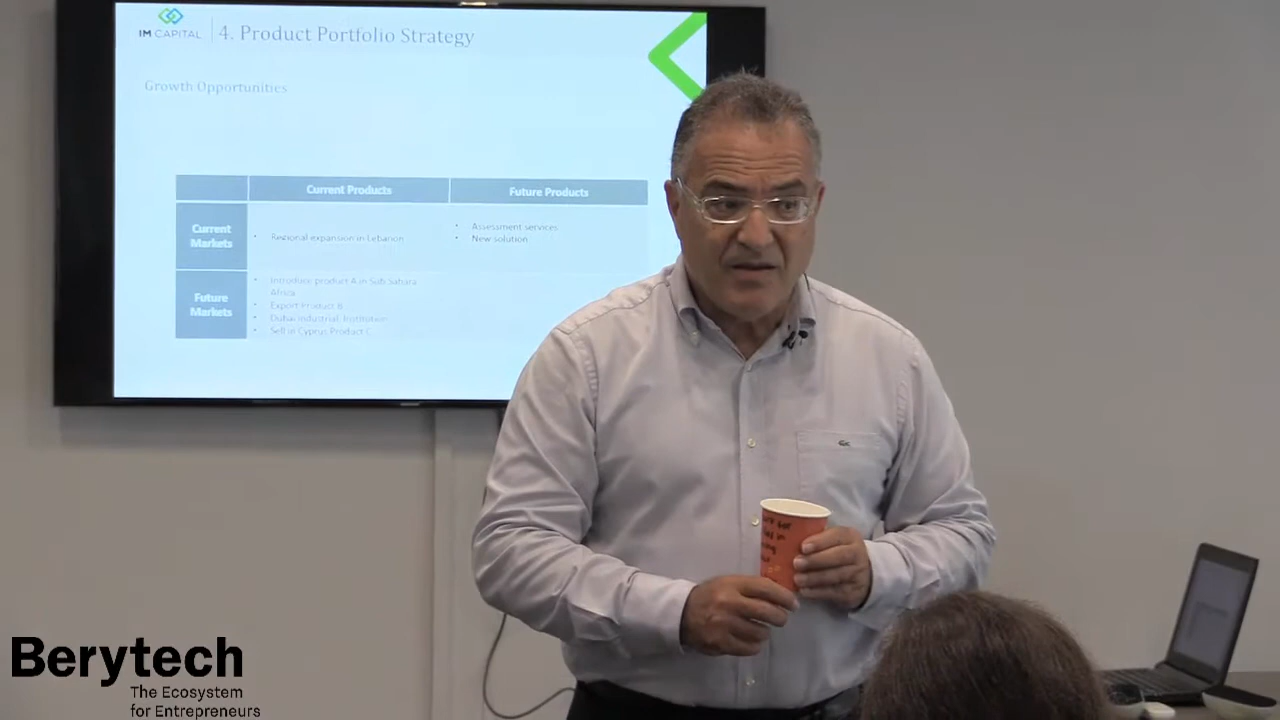 IM CAPITAL
4. Product Portfolio Strategy
Growth Opportunities
Current Products
Future Products
Current
Markets
• Regional expansion in Lebanon
• Assessment services
• New solution
Future
Markets
• Introduce product A in Sub Sahara
Africa
• Export Product B
• Dubai industrial, Institution
• Sell in Cyprus Product C
Berytech
The Ecosystem
for Entrepreneurs